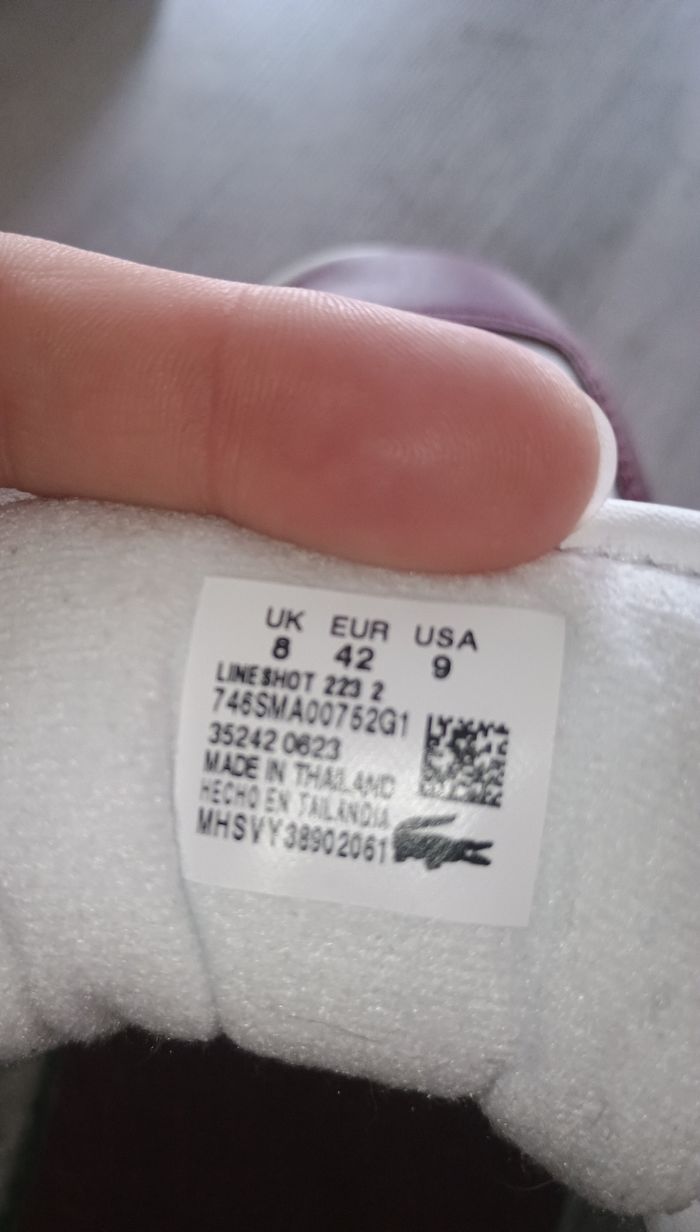 UK EUR USA
8 42 9
LINESHOT 223 2
746SMA00752G1
35242 0623
MADE IN THAILAND
HECHO EN TAILANDIA
MHSVY38902061